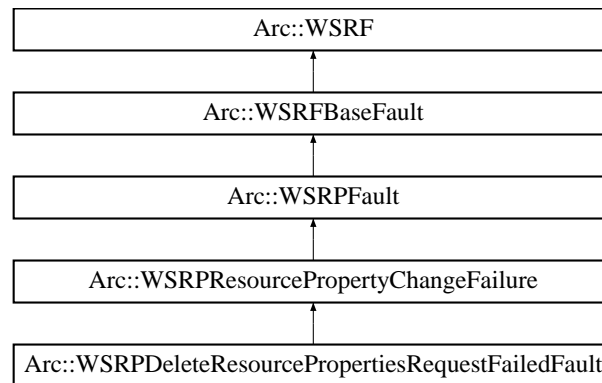 Arc::WSRF
Arc::WSRFBaseFault
Arc::WSRPFault
Arc::WSRPResourcePropertyChangeFailure
Arc::WSRPDeleteResourcePropertiesRequestFailedFault